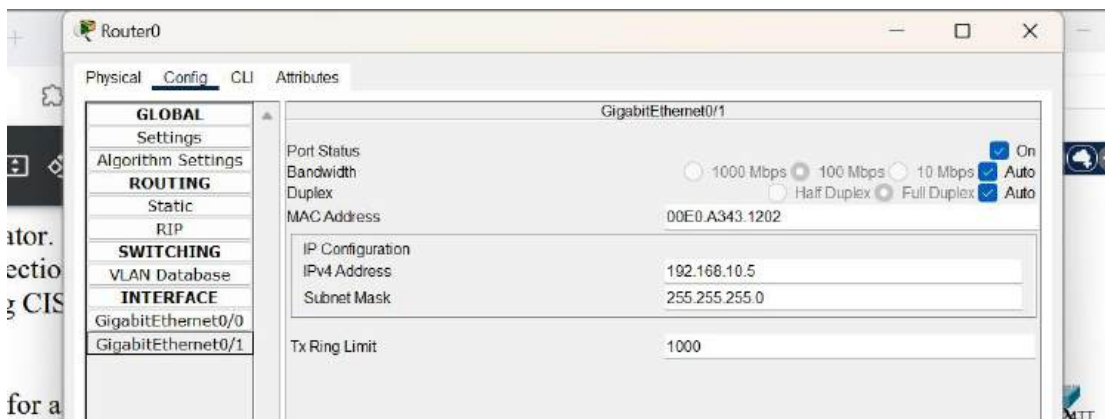 Router0
Physical Config CLI Attributes
GLOBAL
Settings
Algorithm Settings
ROUTING
Static
RIP
SWITCHING
VLAN Database
INTERFACE
GigabitEthernet0/0
GigabitEthernet0/1
GigabitEthernet0/1
Port Status On
Bandwidth 1000 Mbps 100 Mbps 10 Mbps Auto
Duplex Half Duplex Full Duplex Auto
MAC Address 00E0.A343.1202
IP Configuration
IPv4 Address 192.168.10.5
Subnet Mask 255.255.255.0
Tx Ring Limit 1000
ator.
ectio
g CIS
for a